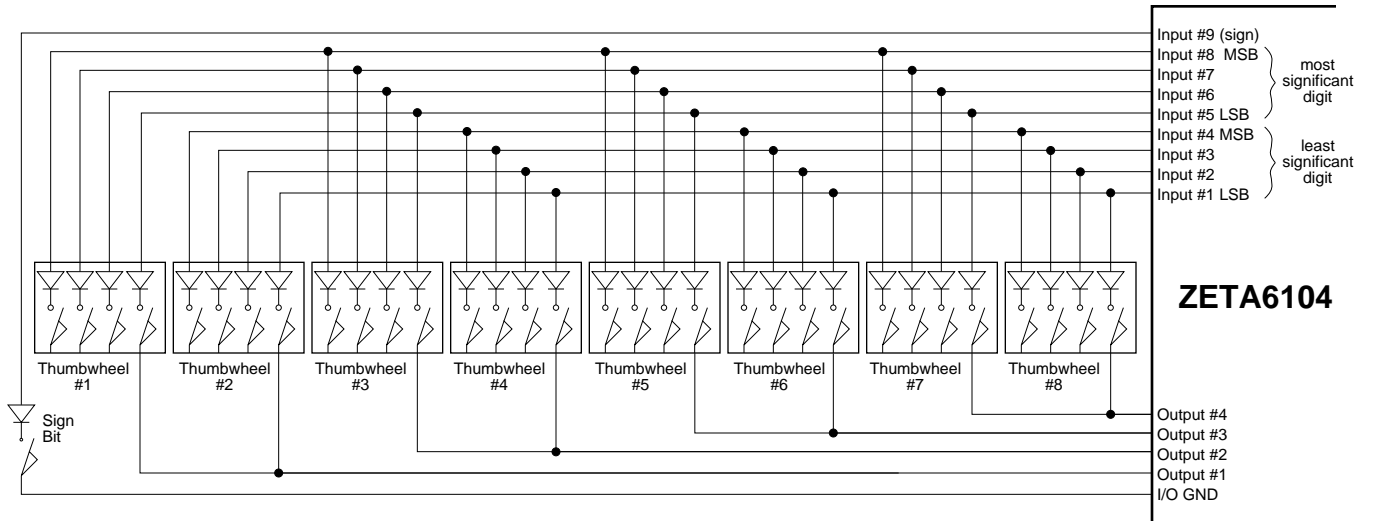 Input #9 (sign)
Input #8 MSB
Input #7
Input #6
Input #5 LSB
most
significant
digit
Input #4 MSB
Input #3
Input #2
Input #1 LSB
least
significant
digit
ZETA6104
Thumbwheel
#1
Thumbwheel
#2
Thumbwheel
#3
Thumbwheel
#4
Thumbwheel
#5
Thumbwheel
#6
Thumbwheel
#7
Thumbwheel
#8
Sign
Bit
Output #4
Output #3
Output #2
Output #1
I/O GND